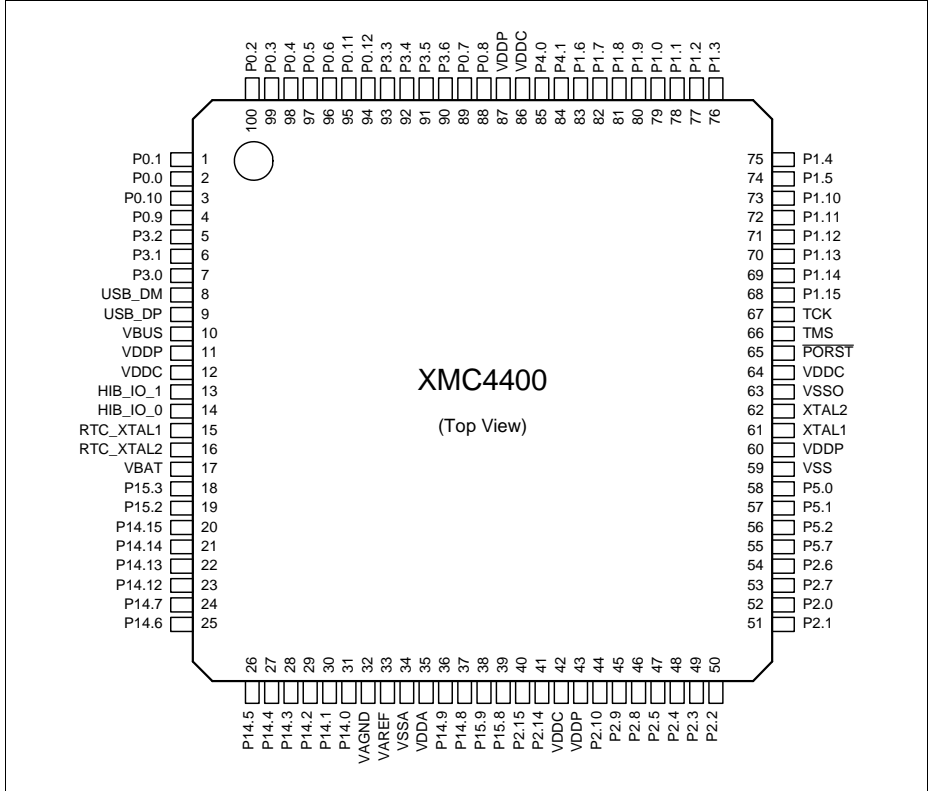 P0.2 P0.3 P0.4 P0.5 P0.6 P0.11 P0.12 P3.3 P3.4 P3.5 P3.6 P0.7 P0.8 VDDP VDDC P4.0 P4.1 P1.6 P1.7 P1.8 P1.9 P1.0 P1.1 P1.2 P1.3
100 99 98 97 96 95 94 93 92 91 90 89 88 87 86 85 84 83 82 81 80 79 78 77 76
P0.1 1 75 P1.4
P0.0 2 74 P1.5
P0.10 3 73 P1.10
P0.9 4 72 P1.11
P3.2 5 71 P1.12
P3.1 6 70 P1.13
P3.0 7 69 P1.14
USB_DM 8 68 P1.15
USB_DP 9 67 TCK
VBUS 10 66 TMS
VDDP 11 65 PORST
VDDC 12 64 VDDC
HIB_IO_1 13 63 VSSO
HIB_IO_0 14 62 XTAL2
RTC_XTAL1 15 61 XTAL1
RTC_XTAL2 16 60 VDDP
VBAT 17 59 VSS
P15.3 18 58 P5.0
P15.2 19 57 P5.1
P14.15 20 56 P5.2
P14.14 21 55 P5.7
P14.13 22 54 P2.6
P14.12 23 53 P2.7
P14.7 24 52 P2.0
P14.6 25 51 P2.1
XMC4400
(Top View)
26 27 28 29 30 31 32 33 34 35 36 37 38 39 40 41 42 43 44 45 46 47 48 49 50
P14.5 P14.4 P14.3 P14.2 P14.1 P14.0 VAGND VAREF VSSA VDDA P14.9 P14.8 P15.9 P15.8 P2.15 P2.14 VDDC VDDP P2.10 P2.9 P2.8 P2.5 P2.4 P2.3 P2.2